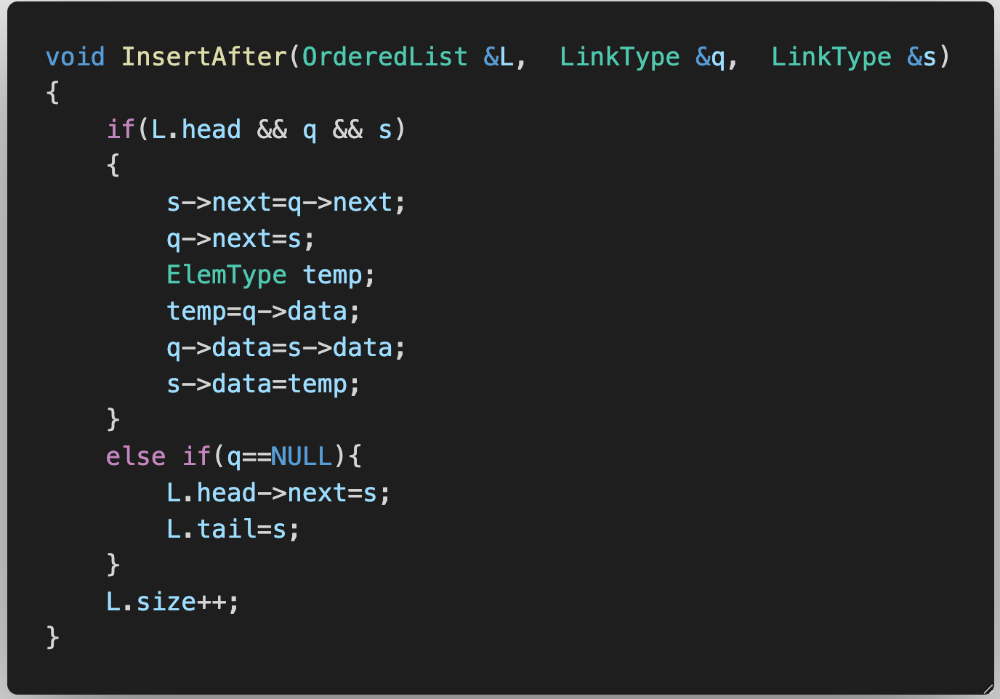 void InsertAfter(OrderedList &L,  LinkType &q,  LinkType &s)
{
    if(L.head && q && s)
    {
        s->next=q->next;
        q->next=s;
        ElemType temp;
        temp=q->data;
        q->data=s->data;
        s->data=temp;
    }
    else if(q==NULL){
        L.head->next=s;
        L.tail=s;
    }
    L.size++;
}